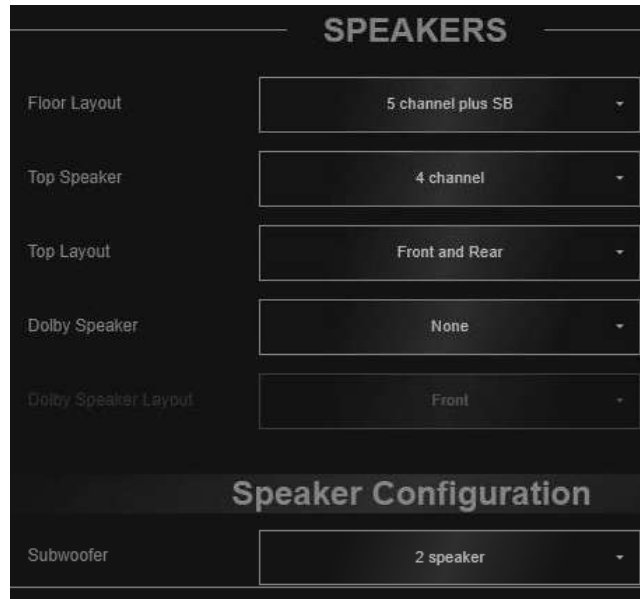 SPEAKERS
Floor Layout 5 channel plus SB
Top Speaker 4 channel
Top Layout Front and Rear
Dolby Speaker None
Dolby Speaker Layout Front
Speaker Configuration
Subwoofer 2 speaker